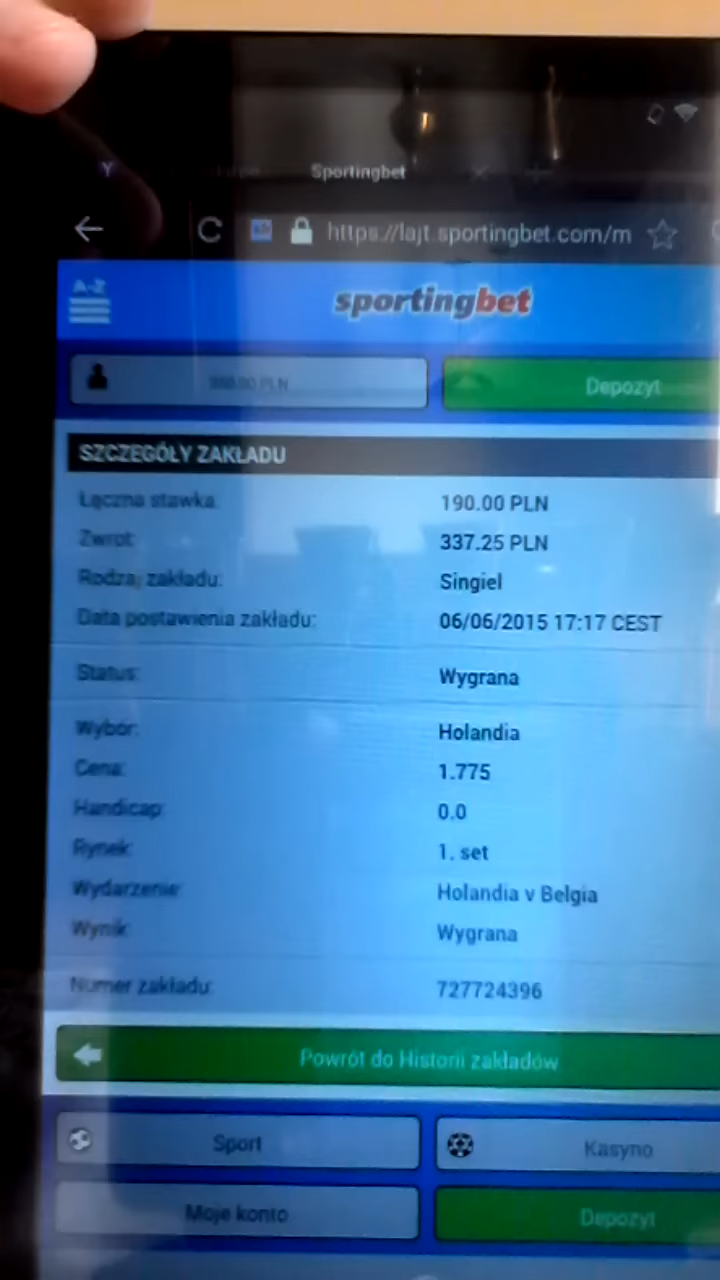 Sportingbet
https://lajt.sportingbet.com/m
A-Z
sportingbet
Depozyt
SZCZEGÓŁY ZAKŁADU
Łączna stawka: 190.00 PLN
Zwrot: 337.25 PLN
Rodzaj zakładu: Singiel
Data postawienia zakładu: 06/06/2015 17:17 CEST
Status: Wygrana
Wybór: Holandia
Cena: 1.775
Handicap: 0.0
Rynek: 1. set
Wydarzenie: Holandia v Belgia
Wynik: Wygrana
Numer zakładu: 727724396
Powrót do Historii zakładów
Sport Kasyno
Moje konto Depozyt